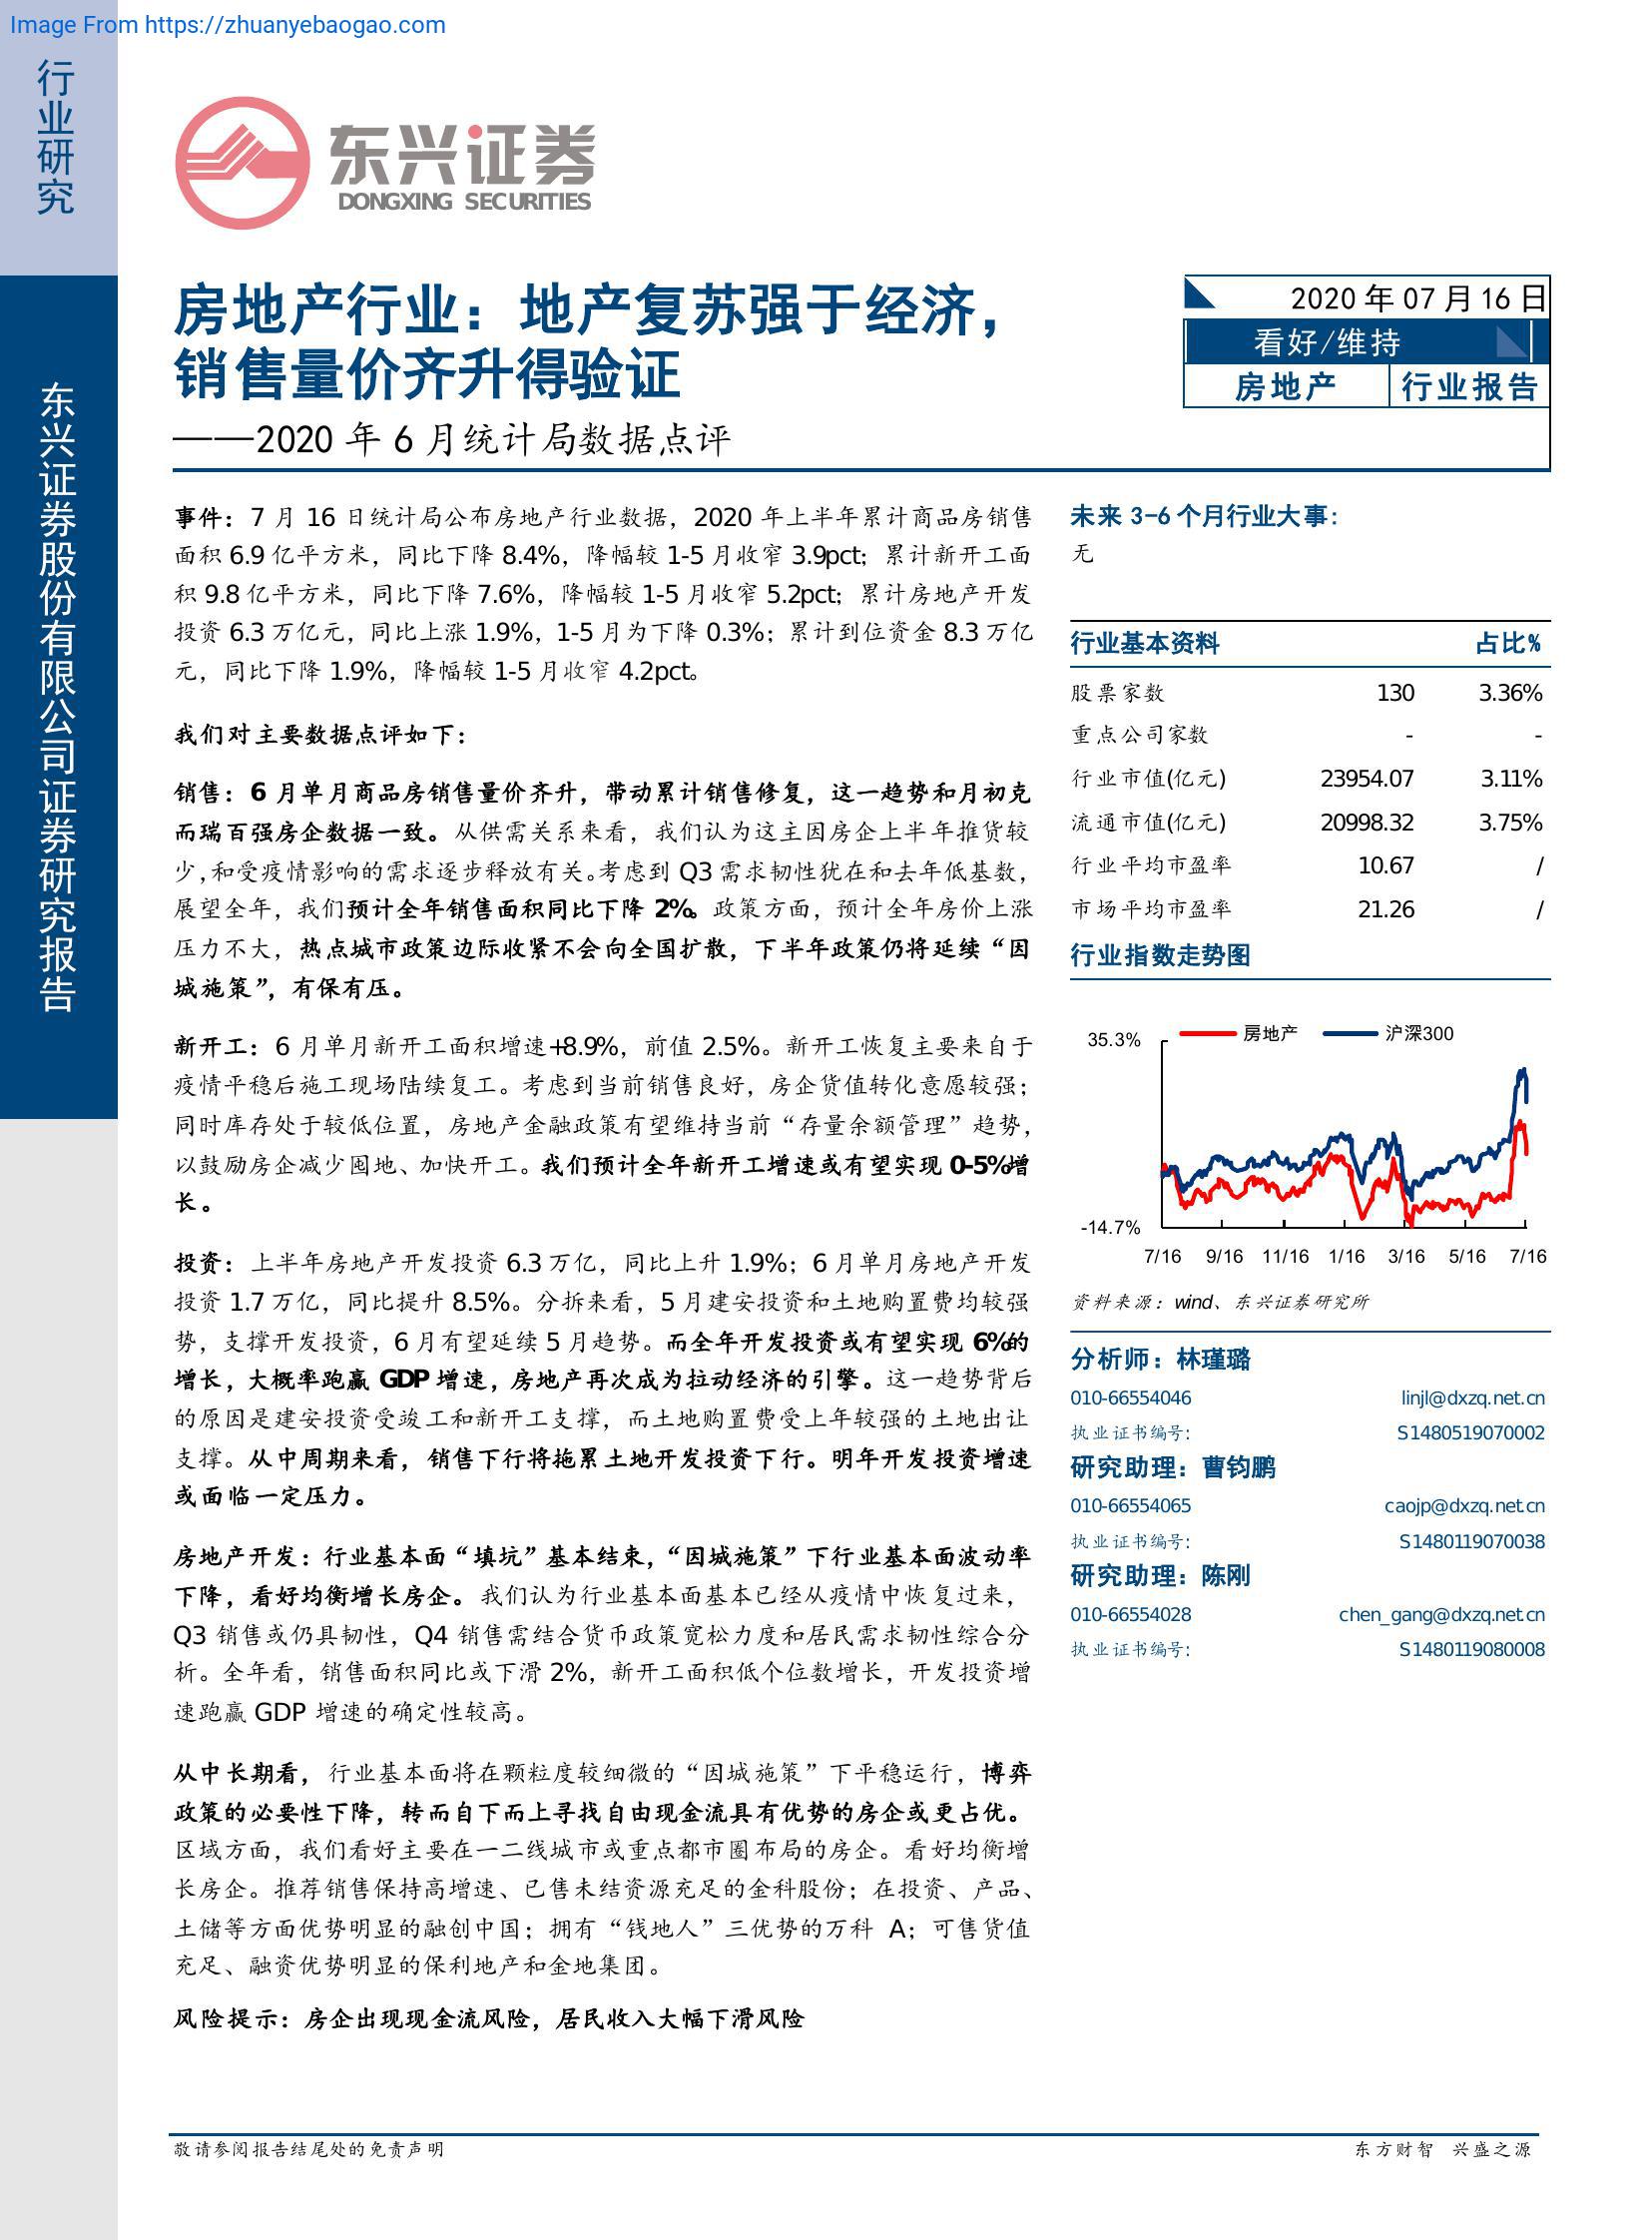 Image From https://zhuanyebaogao.com
行业研究
东兴证券股份有限公司证券研究报告
东兴证券
DONGXING SECURITIES
房地产行业：地产复苏强于经济，
销售量价齐升得验证
——2020 年 6 月统计局数据点评
2020 年 07 月 16 日
看好/维持
房地产 行业报告
事件：7 月 16 日统计局公布房地产行业数据，2020 年上半年累计商品房销售
面积 6.9 亿平方米，同比下降 8.4%，降幅较 1-5 月收窄 3.9pct；累计新开工面
积 9.8 亿平方米，同比下降 7.6%，降幅较 1-5 月收窄 5.2pct；累计房地产开发
投资 6.3 万亿元，同比上涨 1.9%，1-5 月为下降 0.3%；累计到位资金 8.3 万亿
元，同比下降 1.9%，降幅较 1-5 月收窄 4.2pct。
我们对主要数据点评如下：
销售：6 月单月商品房销售量价齐升，带动累计销售修复，这一趋势和月初克
而瑞百强房企数据一致。从供需关系来看，我们认为这主因房企上半年推货较
少，和受疫情影响的需求逐步释放有关。考虑到 Q3 需求韧性犹在和去年低基数，
展望全年，我们预计全年销售面积同比下降 2%。政策方面，预计全年房价上涨
压力不大，热点城市政策边际收紧不会向全国扩散，下半年政策仍将延续“因
城施策”，有保有压。
新开工：6 月单月新开工面积增速+8.9%，前值 2.5%。新开工恢复主要来自于
疫情平稳后施工现场陆续复工。考虑到当前销售良好，房企货值转化意愿较强；
同时库存处于较低位置，房地产金融政策有望维持当前“存量余额管理”趋势，
以鼓励房企减少囤地、加快开工。我们预计全年新开工增速或有望实现 0-5%增
长。
投资：上半年房地产开发投资 6.3 万亿，同比上升 1.9%；6 月单月房地产开发
投资 1.7 万亿，同比提升 8.5%。分拆来看，5 月建安投资和土地购置费均较强
势，支撑开发投资，6 月有望延续 5 月趋势。而全年开发投资或有望实现 6%的
增长，大概率跑赢 GDP 增速，房地产再次成为拉动经济的引擎。这一趋势背后
的原因是建安投资受竣工和新开工支撑，而土地购置费受上年较强的土地出让
支撑。从中周期来看，销售下行将拖累土地开发投资下行。明年开发投资增速
或面临一定压力。
房地产开发：行业基本面“填坑”基本结束，“因城施策”下行业基本面波动率
下降，看好均衡增长房企。我们认为行业基本面基本已经从疫情中恢复过来，
Q3 销售或仍具韧性，Q4 销售需结合货币政策宽松力度和居民需求韧性综合分
析。全年看，销售面积同比或下滑 2%，新开工面积低个位数增长，开发投资增
速跑赢 GDP 增速的确定性较高。
从中长期看，行业基本面将在颗粒度较细微的“因城施策”下平稳运行，博弈
政策的必要性下降，转而自下而上寻找自由现金流具有优势的房企或更占优。
区域方面，我们看好主要在一二线城市或重点都市圈布局的房企。看好均衡增
长房企。推荐销售保持高增速、已售未结资源充足的金科股份；在投资、产品、
土储等方面优势明显的融创中国；拥有“钱地人”三优势的万科 A；可售货值
充足、融资优势明显的保利地产和金地集团。
风险提示：房企出现现金流风险，居民收入大幅下滑风险
未来 3-6 个月行业大事：
无
行业基本资料 占比%
股票家数 130 3.36%
重点公司家数 - -
行业市值(亿元) 23954.07 3.11%
流通市值(亿元) 20998.32 3.75%
行业平均市盈率 10.67 /
市场平均市盈率 21.26 /
行业指数走势图
房地产 沪深300
35.3%
-14.7%
7/16 9/16 11/16 1/16 3/16 5/16 7/16
资料来源：wind、东兴证券研究所
分析师：林瑾璐
010-66554046 linjl@dxzq.net.cn
执业证书编号: S1480519070002
研究助理：曹钧鹏
010-66554065 caojp@dxzq.net.cn
执业证书编号: S1480119070038
研究助理：陈刚
010-66554028 chen_gang@dxzq.net.cn
执业证书编号: S1480119080008
敬请参阅报告结尾处的免责声明
东方财智 兴盛之源